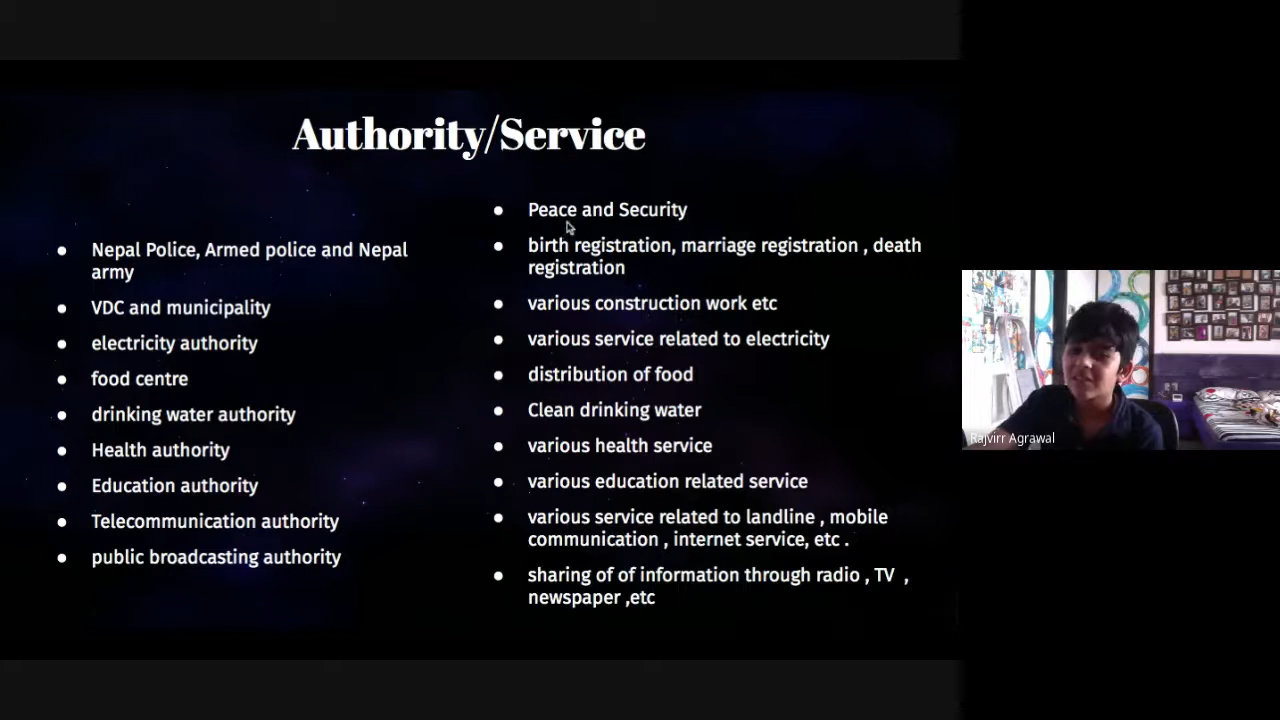 Authority/Service
Nepal Police, Armed police and Nepal
army
VDC and municipality
electricity authority
food centre
drinking water authority
Health authority
Education authority
Telecommunication authority
public broadcasting authority
Peace and Security
birth registration, marriage registration , death
registration
various construction work etc
various service related to electricity
distribution of food
Clean drinking water
various health service
various education related service
various service related to landline , mobile
communication , internet service, etc .
sharing of of information through radio , TV ,
newspaper ,etc
Rajvirr Agrawal